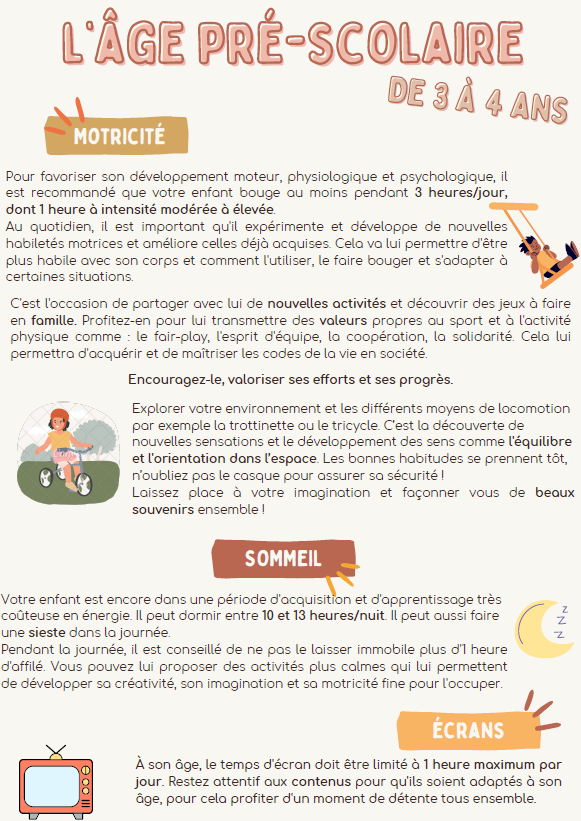 L'ÂGE PRÉ-SCOLAIRE
DE 3 À 4 ANS
MOTRICITÉ
Pour favoriser son développement moteur, physiologique et psychologique, il
est recommandé que votre enfant bouge au moins pendant 3 heures/jour,
dont 1 heure à intensité modérée à élevée.
Au quotidien, il est important qu'il expérimente et développe de nouvelles
habiletés motrices et améliore celles déjà acquises. Cela va lui permettre d'être
plus habile avec son corps et comment l'utiliser, le faire bouger et s'adapter à
certaines situations.
C'est l'occasion de partager avec lui de nouvelles activités et découvrir des jeux à faire
en famille. Profitez-en pour lui transmettre des valeurs propres au sport et à l'activité
physique comme : le fair-play, l'esprit d'équipe, la coopération, la solidarité. Cela lui
permettra d'acquérir et de maîtriser les codes de la vie en société.
Encouragez-le, valoriser ses efforts et ses progrès.
Explorer votre environnement et les différents moyens de locomotion
par exemple la trottinette ou le tricycle. C'est la découverte de
nouvelles sensations et le développement des sens comme l'équilibre
et l'orientation dans l'espace. Les bonnes habitudes se prennent tôt,
n'oubliez pas le casque pour assurer sa sécurité !
Laissez place à votre imagination et façonner vous de beaux
souvenirs ensemble !
SOMMEIL
Votre enfant est encore dans une période d'acquisition et d'apprentissage très
coûteuse en énergie. Il peut dormir entre 10 et 13 heures/nuit. Il peut aussi faire
une sieste dans la journée.
Pendant la journée, il est conseillé de ne pas le laisser immobile plus d'1 heure
d'affilé. Vous pouvez lui proposer des activités plus calmes qui lui permettent
de développer sa créativité, son imagination et sa motricité fine pour l'occuper.
Z
Z
Z
ÉCRANS
À son âge, le temps d'écran doit être limité à 1 heure maximum par
jour. Restez attentif aux contenus pour qu'ils soient adaptés à son
âge, pour cela profiter d'un moment de détente tous ensemble.